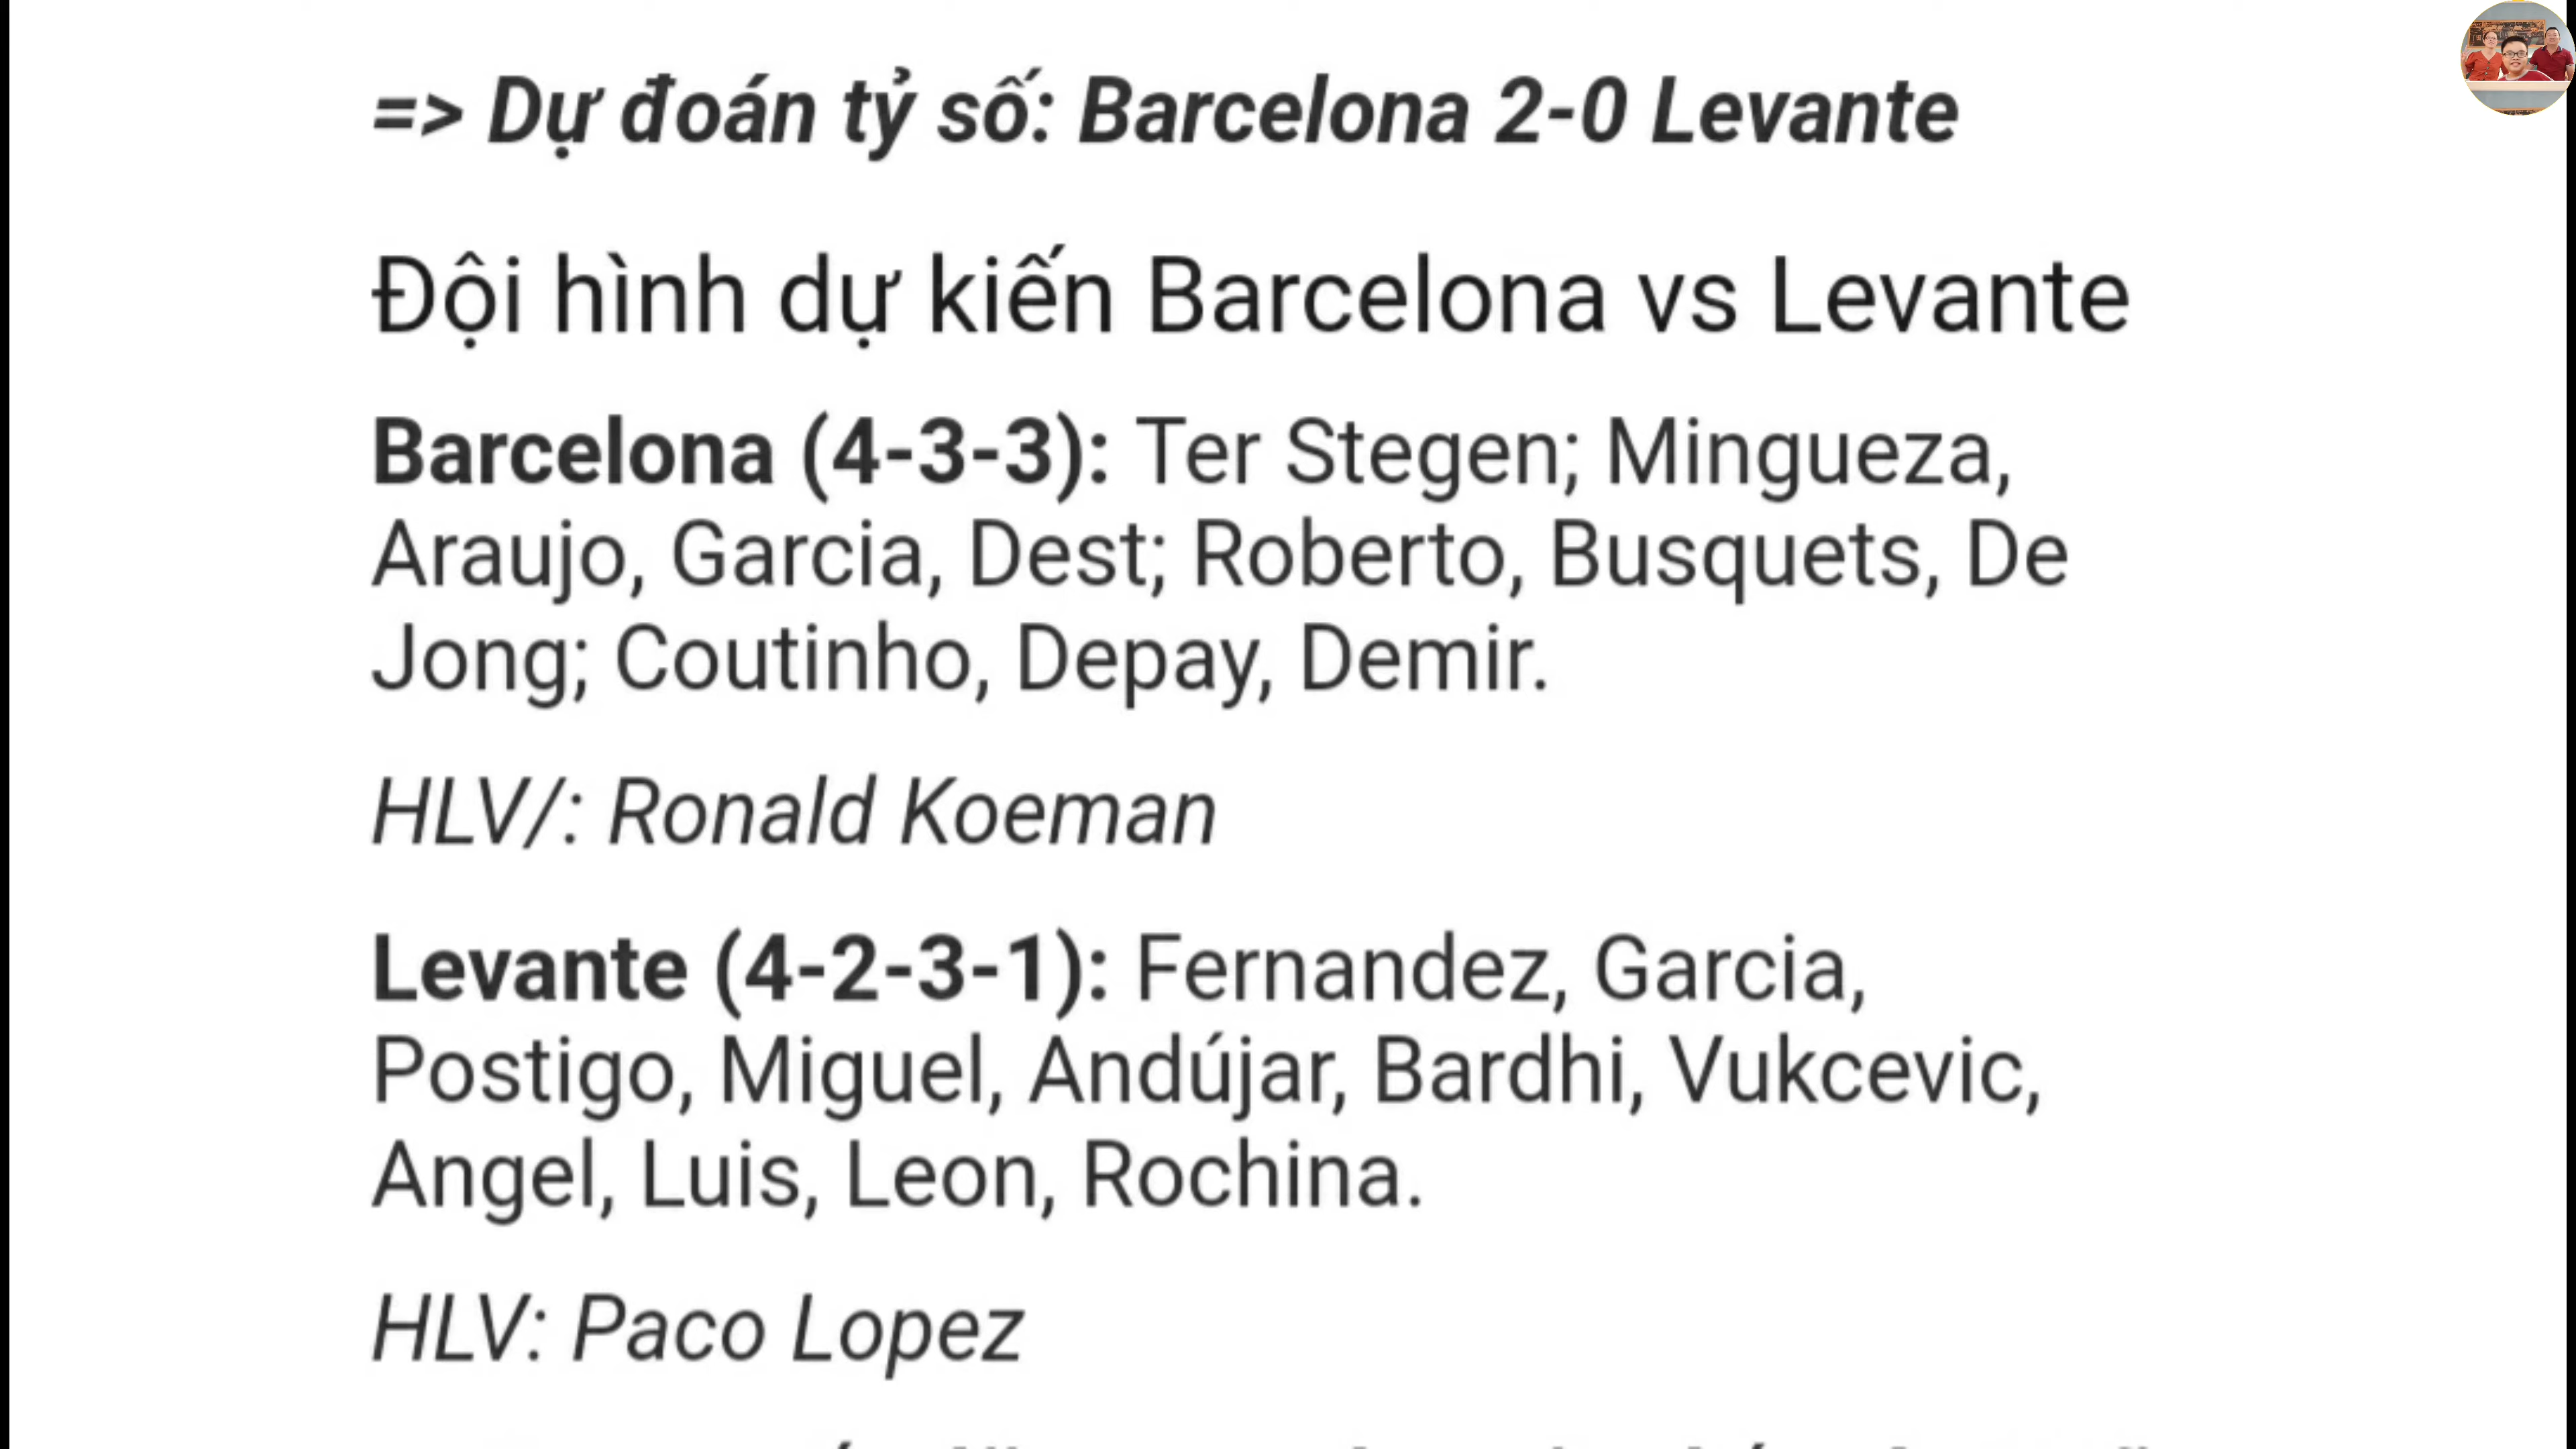 => Dự đoán tỷ số: Barcelona 2-0 Levante
Đội hình dự kiến Barcelona vs Levante
Barcelona (4-3-3): Ter Stegen; Mingueza,
Araujo, Garcia, Dest; Roberto, Busquets, De
Jong; Coutinho, Depay, Demir.
HLV/: Ronald Koeman
Levante (4-2-3-1): Fernandez, Garcia,
Postigo, Miguel, Andújar, Bardhi, Vukcevic,
Angel, Luis, Leon, Rochina.
HLV: Paco Lopez